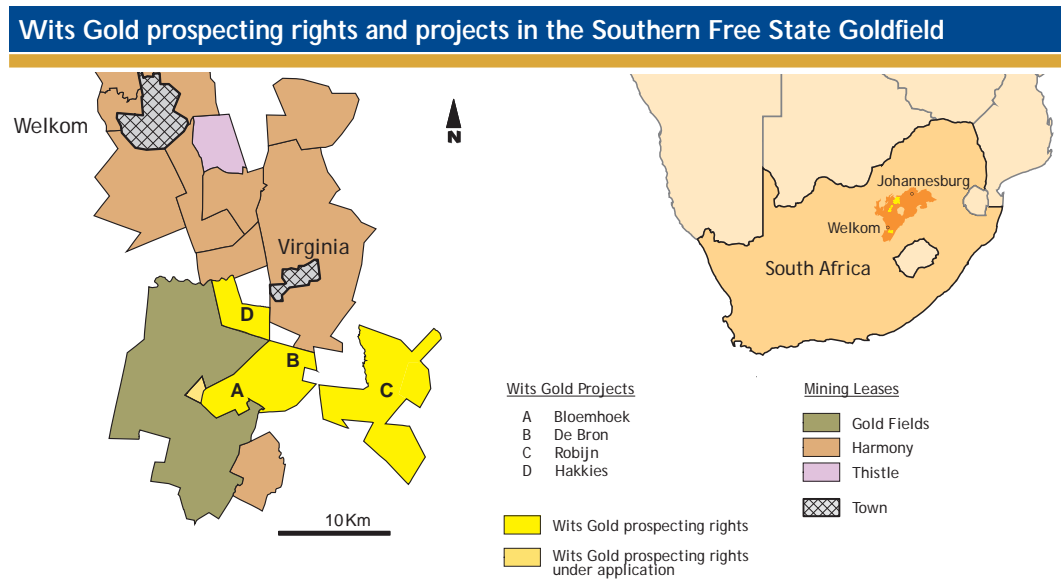 Wits Gold prospecting rights and projects in the Southern Free State Goldfield
Welkom
N
Virginia
D
B
A
C
10Km
Johannesburg
Welkom
South Africa
Wits Gold Projects
A Bloemhoek
B De Bron
C Robijn
D Hakkies
Wits Gold prospecting rights
Wits Gold prospecting rights
under application
Mining Leases
Gold Fields
Harmony
Thistle
Town